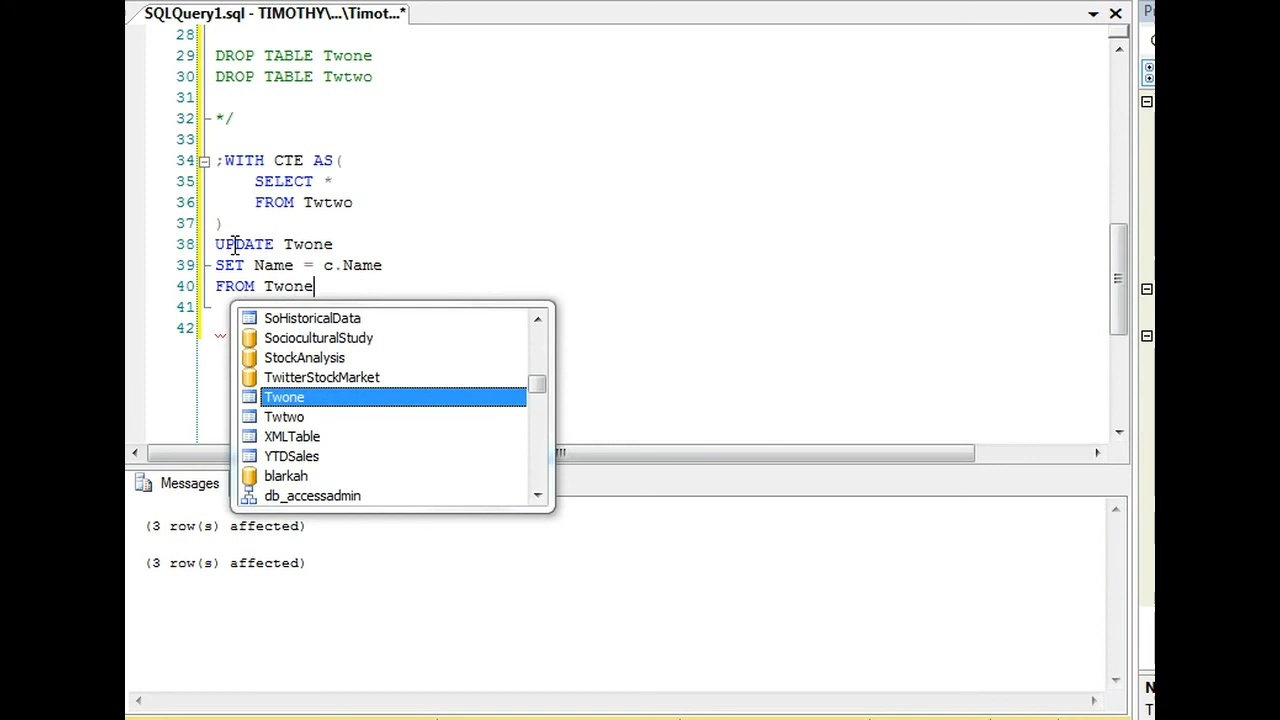 SQLQuery1.sql - TIMOTHY\...\Timot...*
28
29 DROP TABLE Twone
30 DROP TABLE Twtwo
31
32 */
33
34 ;WITH CTE AS(
35 SELECT *
36 FROM Twtwo
37 )
38 UPDATE Twone
39 SET Name = c.Name
40 FROM Twone
41
42
SoHistoricalData
SocioculturalStudy
StockAnalysis
TwitterStockMarket
Twone
Twtwo
XMLTable
YTDSales
blarkah
db_accessadmin
Messages
(3 row(s) affected)
(3 row(s) affected)